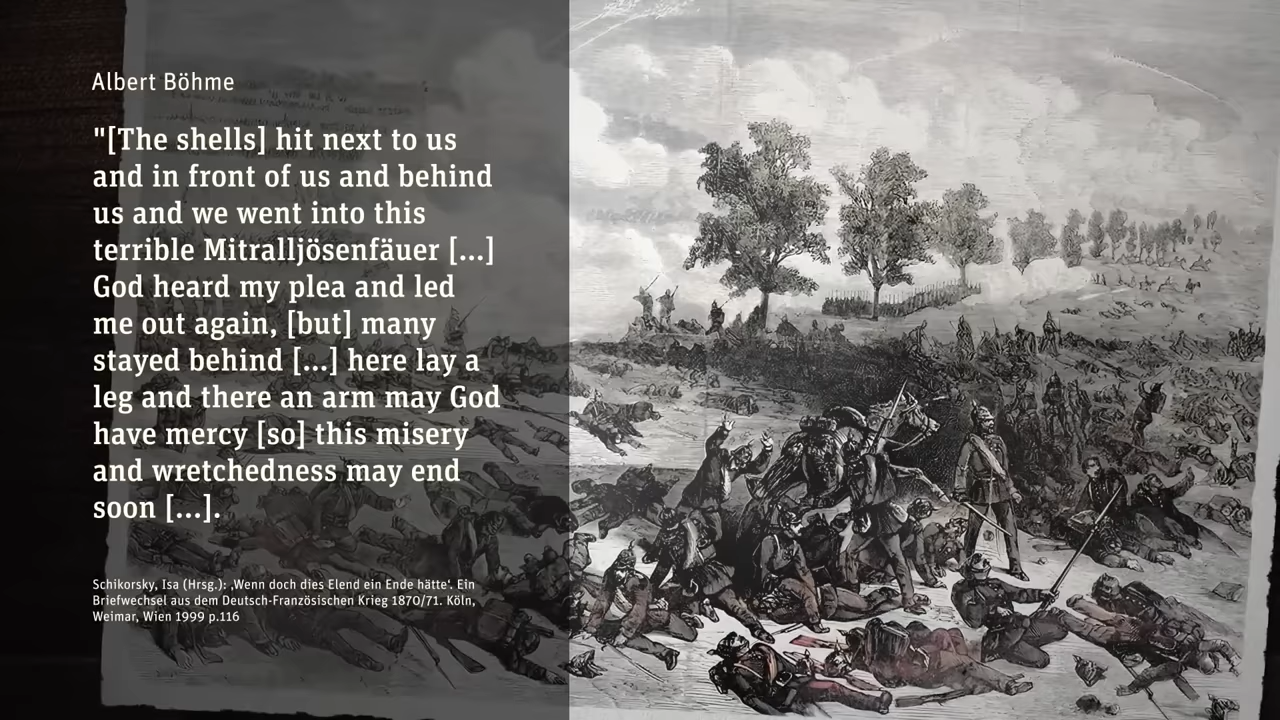 Albert Böhme
"[The shells] hit next to us
and in front of us and behind
us and we went into this
terrible Mitralljösenfäuer [...]
God heard my plea and led
me out again, [but] many
stayed behind [...] here lay a
leg and there an arm may God
have mercy [so] this misery
and wretchedness may end
soon [...].
Schikorsky, Isa (Hrsg.): ‚Wenn doch dies Elend ein Ende hätte‘. Ein
Briefwechsel aus dem Deutsch-Französischen Krieg 1870/71. Köln,
Weimar, Wien 1999 p.116